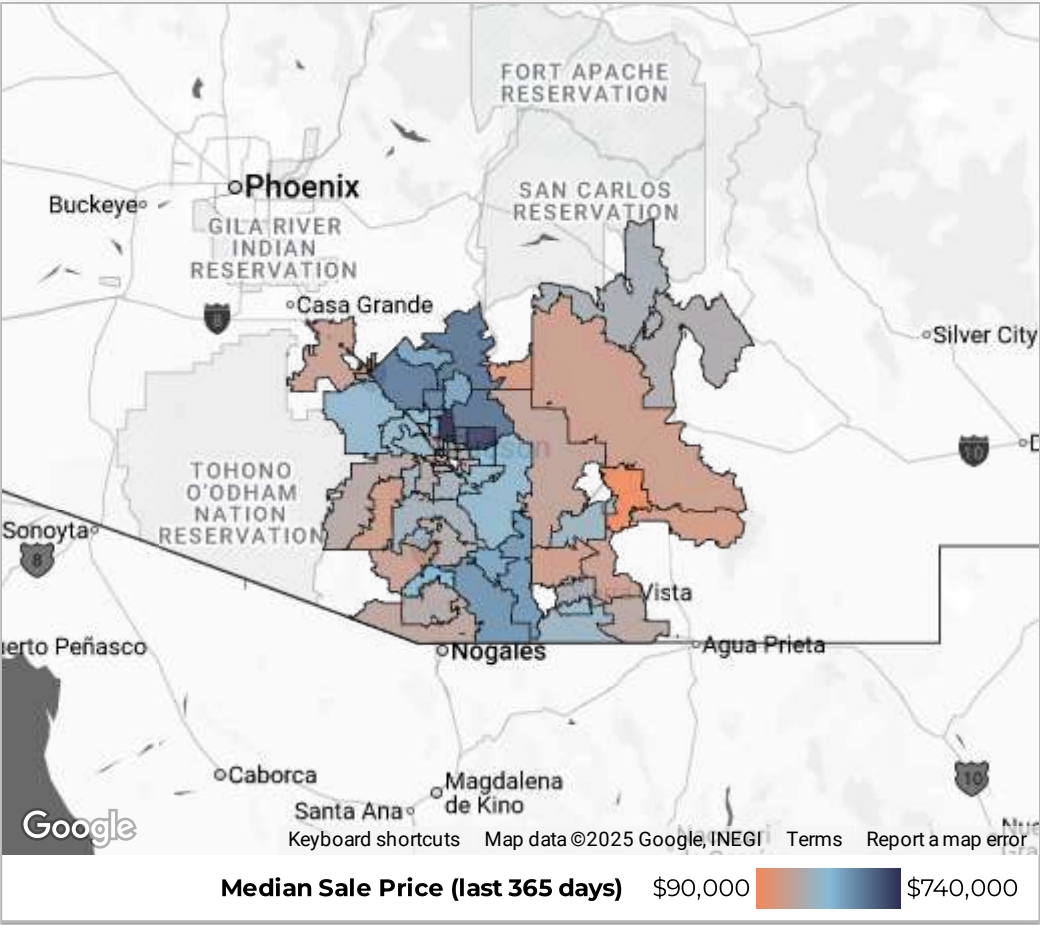 FORT APACHE
RESERVATION
Phoenix
SAN CARLOS
RESERVATION
Buckeye
GILA RIVER
INDIAN
RESERVATION
Casa Grande
8
Silver City
10
TOHONO
O'ODHAM
NATION
RESERVATION
Sonoyta
8
Vista
uerto Peñasco
Nogales
Agua Prieta
Caborca
Magdalena
de Kino
Santa Ana
10
Google
Keyboard shortcuts Map data ©2025 Google, INEGI Terms Report a map error
Median Sale Price (last 365 days) $90,000 $740,000